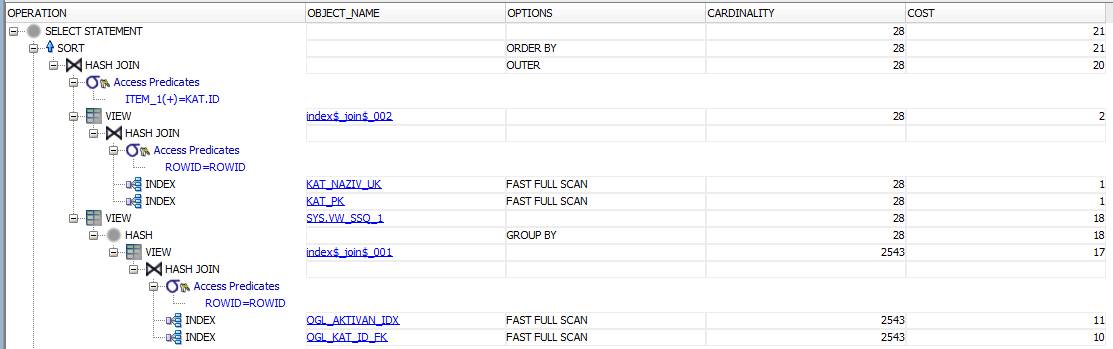 OPERATION OBJECT_NAME OPTIONS CARDINALITY COST
SELECT STATEMENT 28 21
SORT ORDER BY 28 21
HASH JOIN OUTER 28 20
Access Predicates
ITEM_1(+)=KAT.ID
VIEW index$_join$_002 28 2
HASH JOIN
Access Predicates
ROWID=ROWID
INDEX KAT_NAZIV_UK FAST FULL SCAN 28 1
INDEX KAT_PK FAST FULL SCAN 28 1
VIEW SYS.VW_SSQ_1 28 18
HASH GROUP BY 28 18
VIEW index$_join$_001 2543 17
HASH JOIN
Access Predicates
ROWID=ROWID
INDEX OGL_AKTIVAN_IDX FAST FULL SCAN 2543 11
INDEX OGL_KAT_ID_FK FAST FULL SCAN 2543 10